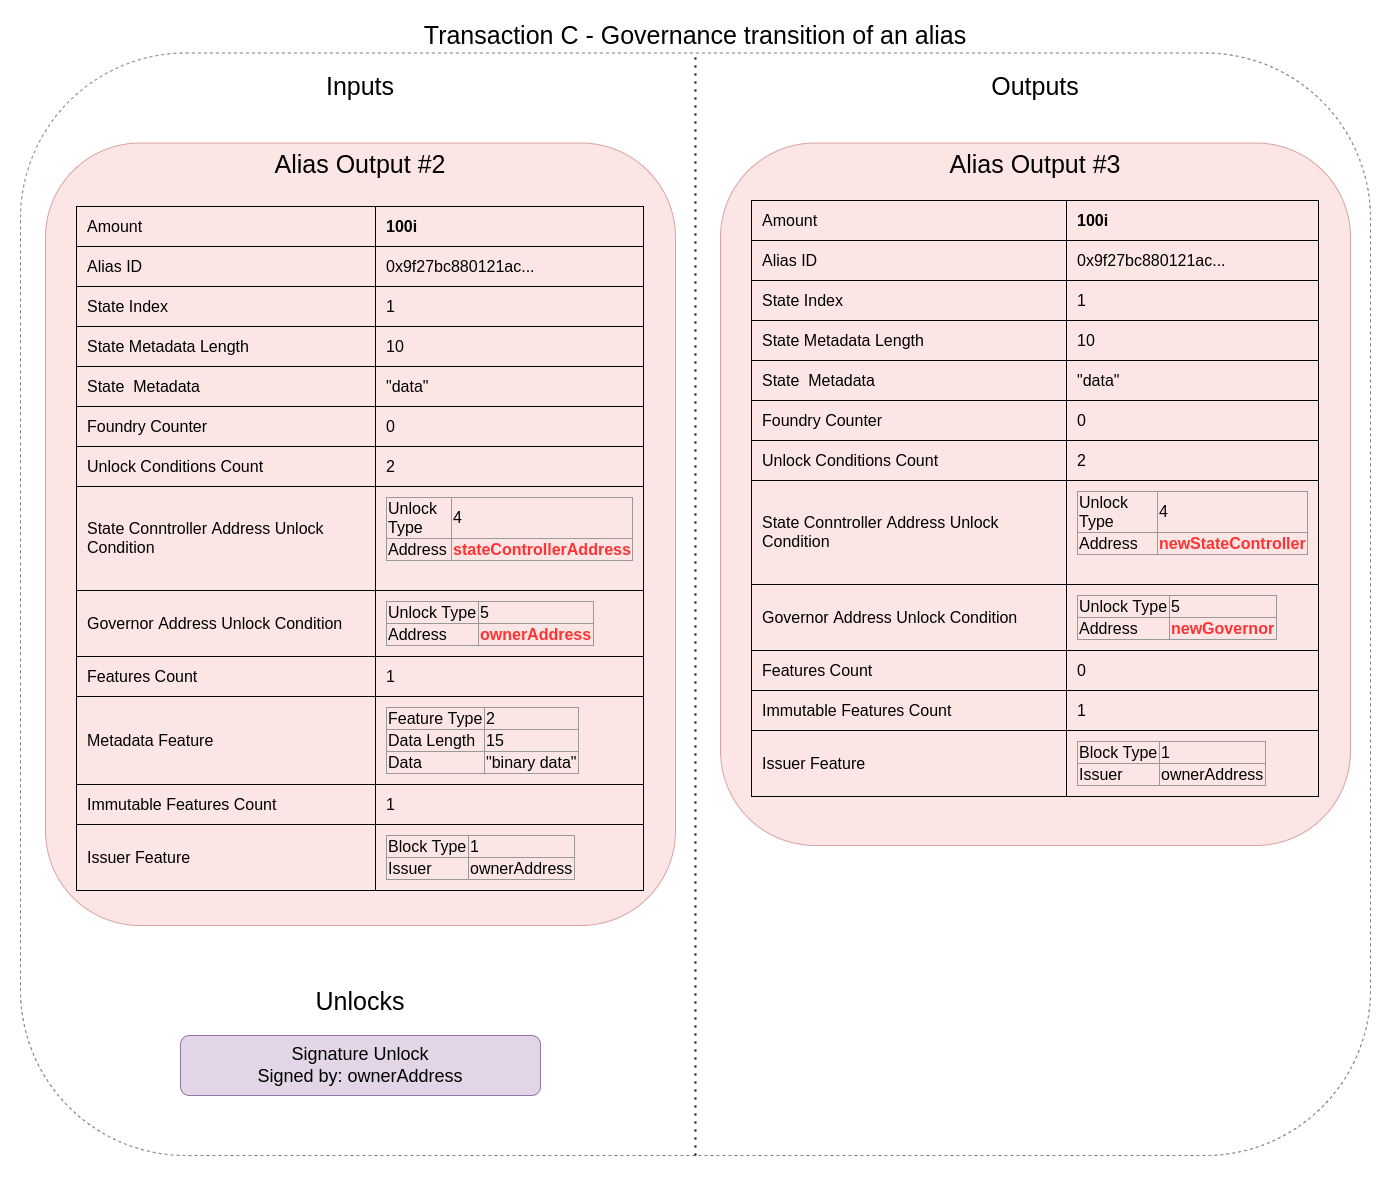 Transaction C - Governance transition of an alias
Inputs
Alias Output #2
Amount 100i
Alias ID 0x9f27bc880121ac...
State Index 1
State Metadata Length 10
State  Metadata "data"
Foundry Counter 0
Unlock Conditions Count 2
State Conntroller Address Unlock
Condition
Unlock
Type
4
Address stateControllerAddress
Governor Address Unlock Condition
Unlock Type 5
Address ownerAddress
Features Count 1
Metadata Feature
Feature Type 2
Data Length 15
Data "binary data"
Immutable Features Count 1
Issuer Feature
Block Type 1
Issuer ownerAddress
Unlocks
Signature Unlock
Signed by: ownerAddress
Outputs
Alias Output #3
Amount 100i
Alias ID 0x9f27bc880121ac...
State Index 1
State Metadata Length 10
State  Metadata "data"
Foundry Counter 0
Unlock Conditions Count 2
State Conntroller Address Unlock
Condition
Unlock
Type
4
Address newStateController
Governor Address Unlock Condition
Unlock Type 5
Address newGovernor
Features Count 0
Immutable Features Count 1
Issuer Feature
Block Type 1
Issuer ownerAddress